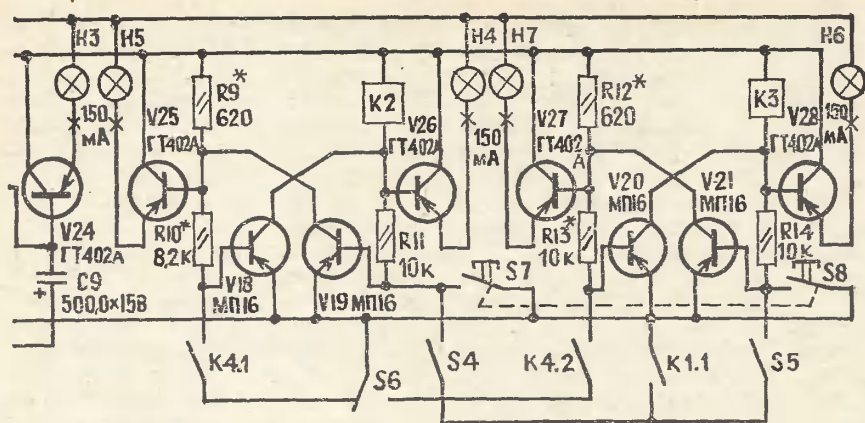 H3 H5 H4 H7 H6
V25
R9*
620
K2
V26
ГТ402А
150
мА
ГТ402А
V27
ГТ402
А
R12*
620
K3
V28
ГТ402А
150
мА
150
мА
V20
МП16
V21
МП16
V24
ГТ402А
R10*
8,2К
R11
10К
R13*
10К
R14
10К
+
C9
500,0×15В
V18
МП16
V19 МП16
S7
S8
K4.1
S6
S4
K4.2
K1.1
S5